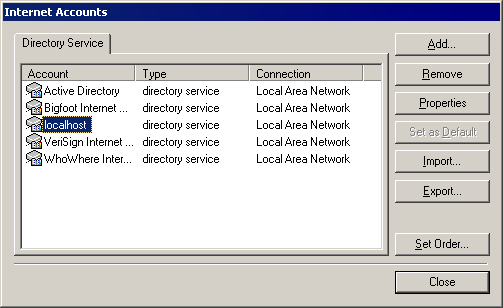 Internet Accounts
Directory Service
Account Type Connection
Active Directory directory service Local Area Network
Bigfoot Internet ... directory service Local Area Network
localhost directory service Local Area Network
VeriSign Internet ... directory service Local Area Network
WhoWhere Inter... directory service Local Area Network
Add...
Remove
Properties
Set as Default
Import...
Export...
Set Order...
Close